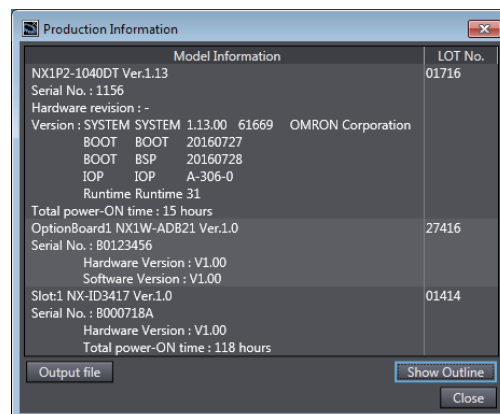 Production Information
Model Information LOT No.
NX1P2-1040DT Ver.1.13 01716
Serial No. : 1156
Hardware revision : -
Version : SYSTEM SYSTEM 1.13.00 61669 OMRON Corporation
BOOT BOOT 20160727
BOOT BSP 20160728
IOP IOP A-306-0
Runtime Runtime 31
Total power-ON time : 15 hours
OptionBoard1 NX1W-ADB21 Ver.1.0 27416
Serial No. : B0123456
Hardware Version : V1.00
Software Version : V1.00
Slot:1 NX-ID3417 Ver.1.0 01414
Serial No. : B000718A
Hardware Version : V1.00
Total power-ON time : 118 hours
Output file Show Outline
Close